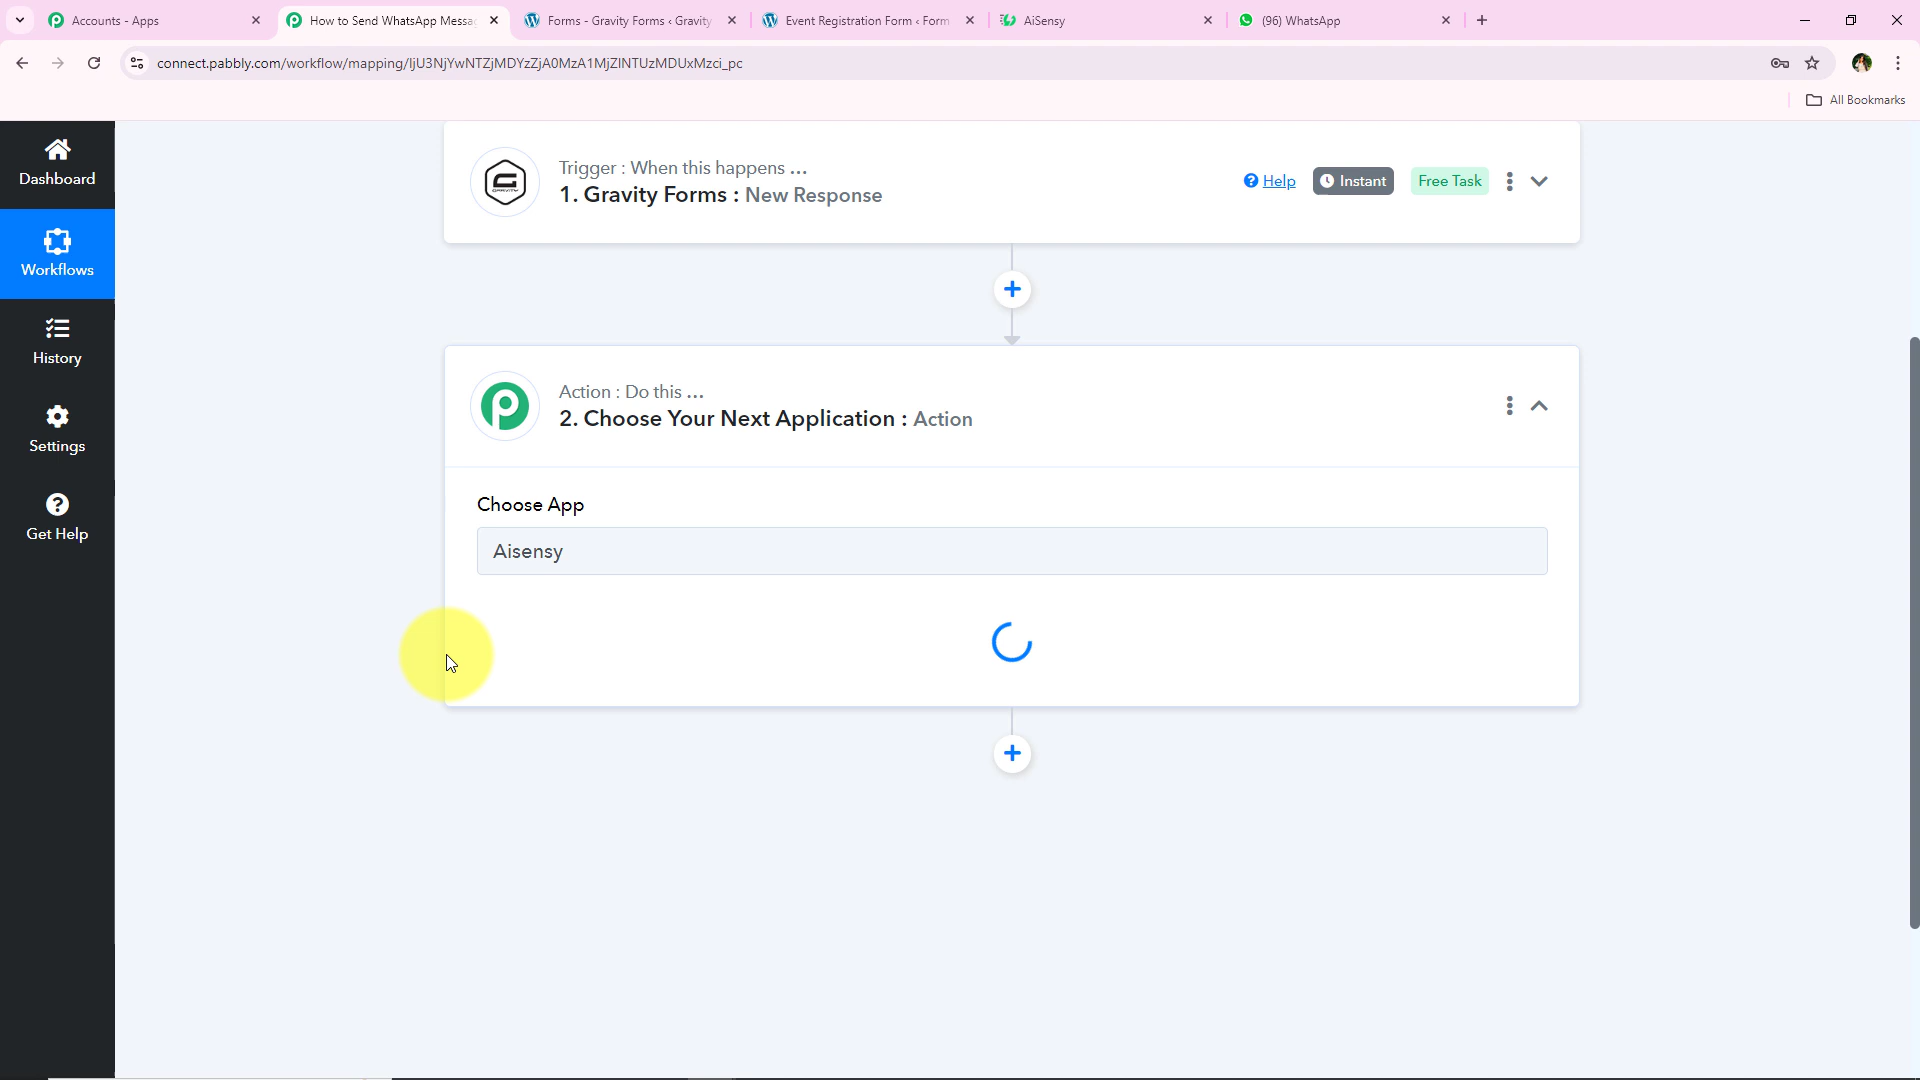 Accounts - Apps
How to Send WhatsApp Messa
Forms - Gravity Forms ‹ Gravity
Event Registration Form ‹ Form
AiSensy
(96) WhatsApp
connect.pabbly.com/workflow/mapping/IjU3NjYwNTZjMDYzZjA0MzA1MjZlNTUzMDUxMzci_pc
All Bookmarks
Dashboard
Workflows
History
Settings
Get Help
Trigger : When this happens ...
1. Gravity Forms : New Response
Help
Instant
Free Task
Action : Do this ...
2. Choose Your Next Application : Action
Choose App
Aisensy